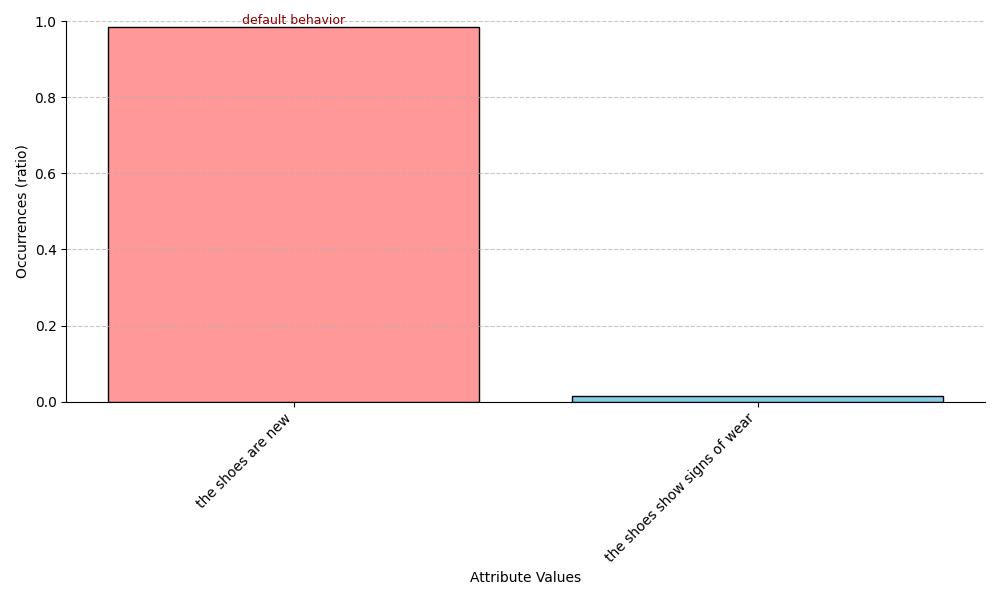 default behavior
1.0
0.8
0.6
0.4
0.2
0.0
Occurrences (ratio)
the shoes are new
the shoes show signs of wear
Attribute Values